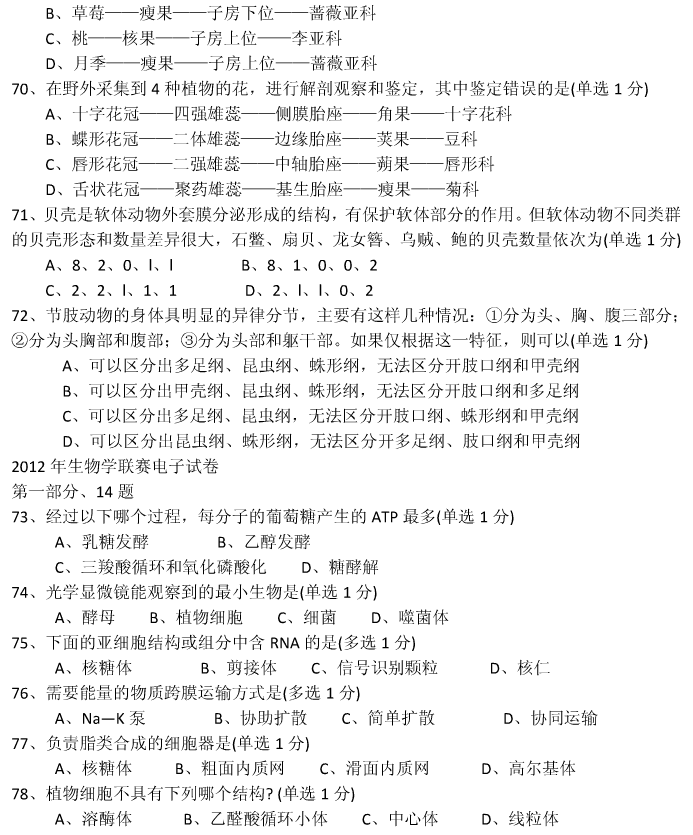 B、草莓——瘦果——子房下位——蔷薇亚科
C、桃——核果——子房上位——李亚科
D、月季——瘦果——子房上位——蔷薇亚科
70、在野外采集到 4 种植物的花，进行解剖观察和鉴定，其中鉴定错误的是(单选 1 分)
A、十字花冠——四强雄蕊——侧膜胎座——角果——十字花科
B、蝶形花冠——二体雄蕊——边缘胎座——荚果——豆科
C、唇形花冠——二强雄蕊——中轴胎座——蒴果——唇形科
D、舌状花冠——聚药雄蕊——基生胎座——瘦果——菊科
71、贝壳是软体动物外套膜分泌形成的结构，有保护软体部分的作用。但软体动物不同类群
的贝壳形态和数量差异很大，石鳖、扇贝、龙女簪、乌贼、鲍的贝壳数量依次为(单选 1 分)
A、8、2、0、l、l B、8、1、0、0、2
C、2、2、l、1、1 D、2、l、l、0、2
72、节肢动物的身体具明显的异律分节，主要有这样几种情况：①分为头、胸、腹三部分；
②分为头胸部和腹部；③分为头部和躯干部。如果仅根据这一特征，则可以(单选 1 分)
A、可以区分出多足纲、昆虫纲、蛛形纲，无法区分开肢口纲和甲壳纲
B、可以区分出甲壳纲、昆虫纲、蛛形纲，无法区分开肢口纲和多足纲
C、可以区分出多足纲、昆虫纲，无法区分开肢口纲、蛛形纲和甲壳纲
D、可以区分出昆虫纲、蛛形纲，无法区分开多足纲、肢口纲和甲壳纲
2012 年生物学联赛电子试卷
第一部分、14 题
73、经过以下哪个过程，每分子的葡萄糖产生的 ATP 最多(单选 1 分)
A、乳糖发酵 B、乙醇发酵
C、三羧酸循环和氧化磷酸化 D、糖酵解
74、光学显微镜能观察到的最小生物是(单选 1 分)
A、酵母 B、植物细胞 C、细菌 D、噬菌体
75、下面的亚细胞结构或组分中含 RNA 的是(多选 1 分)
A、核糖体 B、剪接体 C、信号识别颗粒 D、核仁
76、需要能量的物质跨膜运输方式是(多选 1 分)
A、Na—K 泵 B、协助扩散 C、简单扩散 D、协同运输
77、负责脂类合成的细胞器是(单选 1 分)
A、核糖体 B、粗面内质网 C、滑面内质网 D、高尔基体
78、植物细胞不具有下列哪个结构? (单选 1 分)
A、溶酶体 B、乙醛酸循环小体 C、中心体 D、线粒体